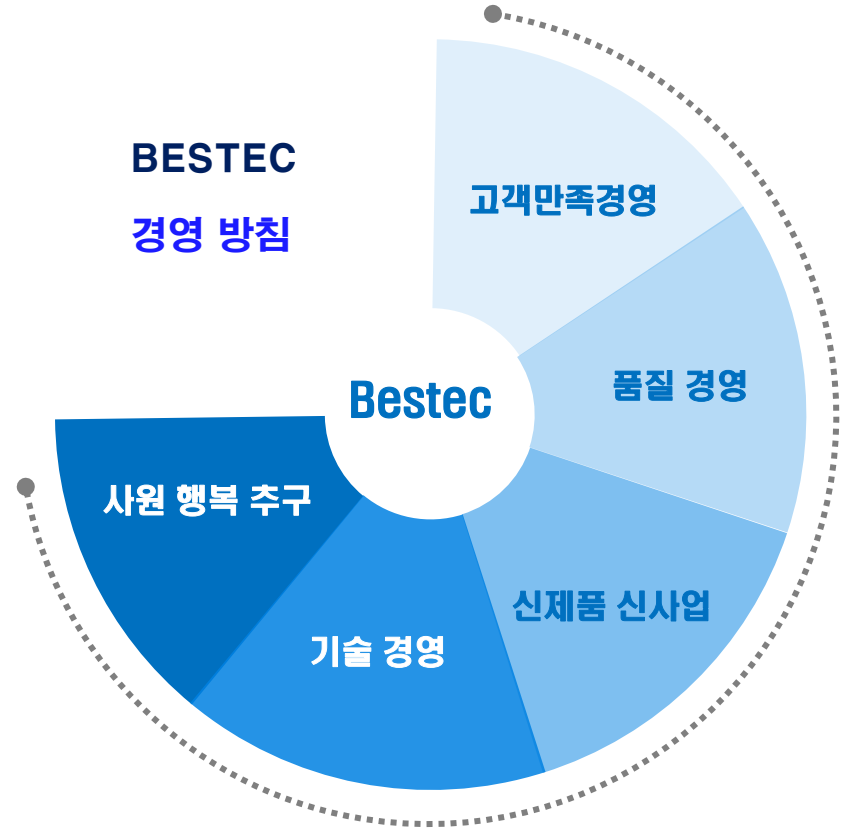 BESTEC
경영 방침
고객만족경영
품질 경영
Bestec
신제품 신사업
기술 경영
사원 행복 추구